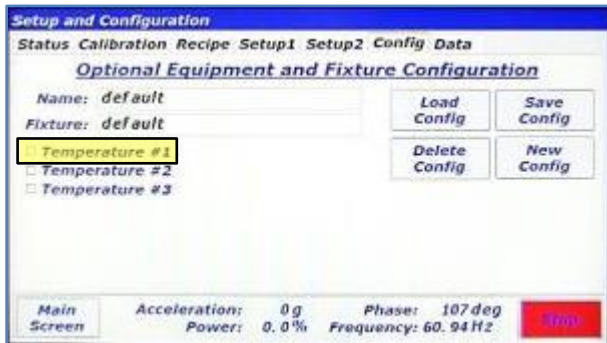 Setup and Configuration
Status Calibration Recipe Setup1 Setup2 Config Data
Optional Equipment and Fixture Configuration
Name: default
Fixture: default
Load Config
Save Config
Temperature #1
Temperature #2
Temperature #3
Delete Config
New Config
Main Screen
Acceleration: 0 g
Phase: 107 deg
Power: 0.0%
Frequency: 60.94 Hz
Stop